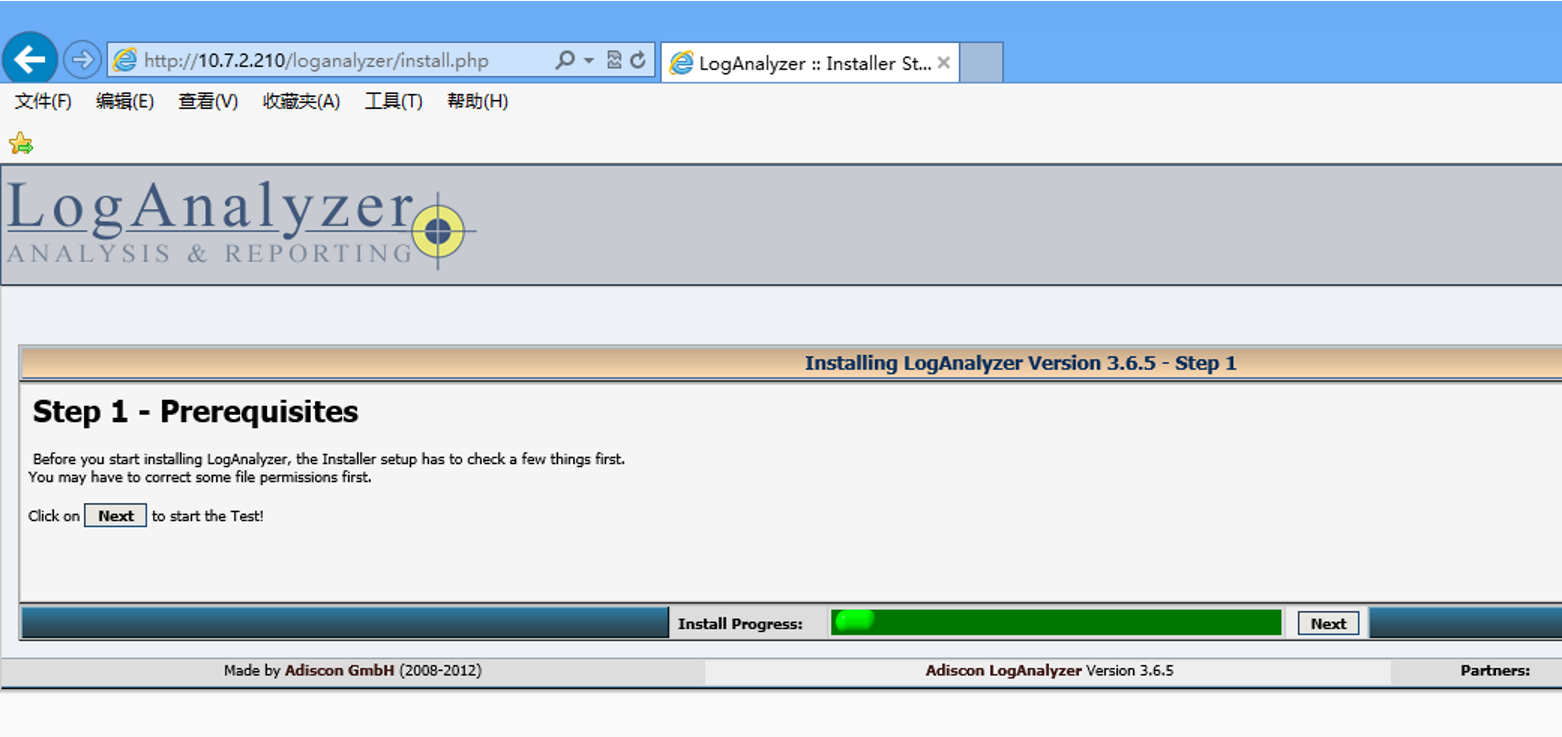 http://10.7.2.210/loganalyzer/install.php
LogAnalyzer :: Installer St...
文件(F) 编辑(E) 查看(V) 收藏夹(A) 工具(T) 帮助(H)
LogAnalyzer
ANALYSIS & REPORTING
Installing LogAnalyzer Version 3.6.5 - Step 1
Step 1 - Prerequisites
Before you start installing LogAnalyzer, the Installer setup has to check a few things first.
You may have to correct some file permissions first.
Click on Next to start the Test!
Install Progress: Next
Made by Adiscon GmbH (2008-2012) Adiscon LogAnalyzer Version 3.6.5 Partners: